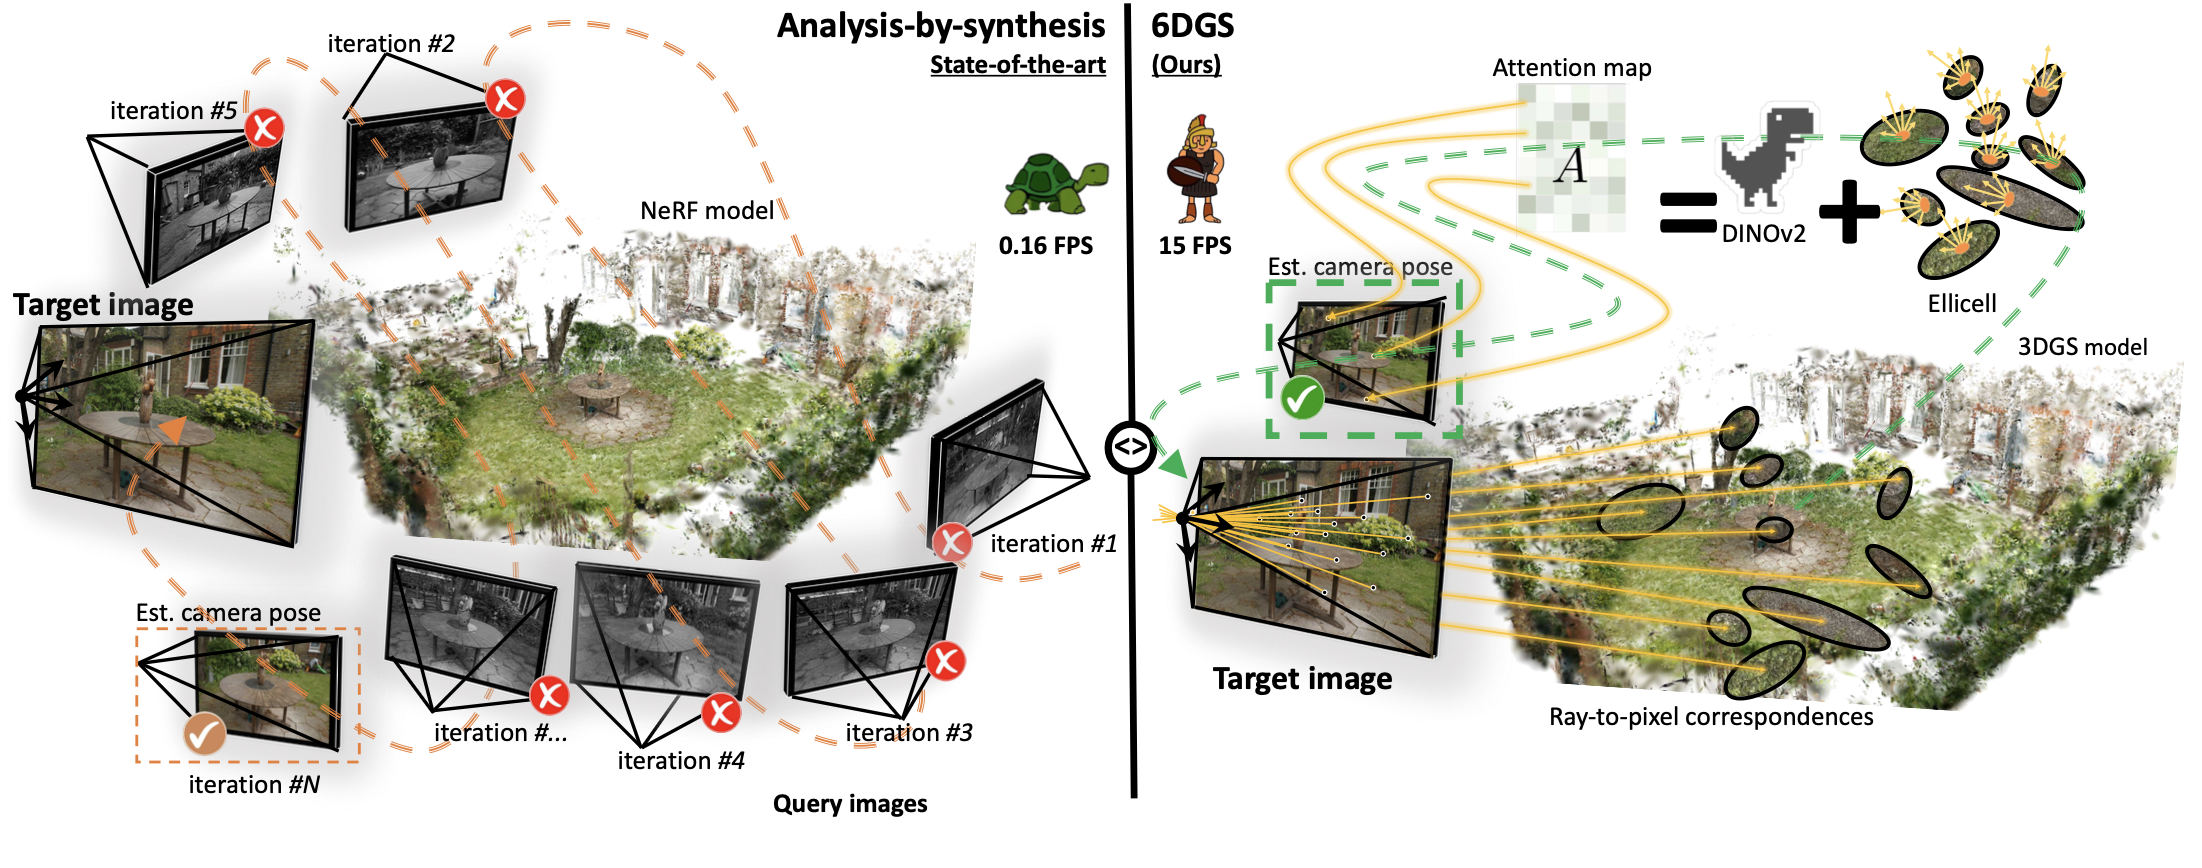 Analysis-by-synthesis
State-of-the-art
iteration #2
iteration #5
NeRF model
0.16 FPS
Target image
iteration #1
Est. camera pose
iteration #...
iteration #3
iteration #4
iteration #N
Query images
<>
6DGS
(Ours)
Attention map
A
DINOv2
15 FPS
Est. camera pose
Ellicell
3DGS model
Target image
Ray-to-pixel correspondences